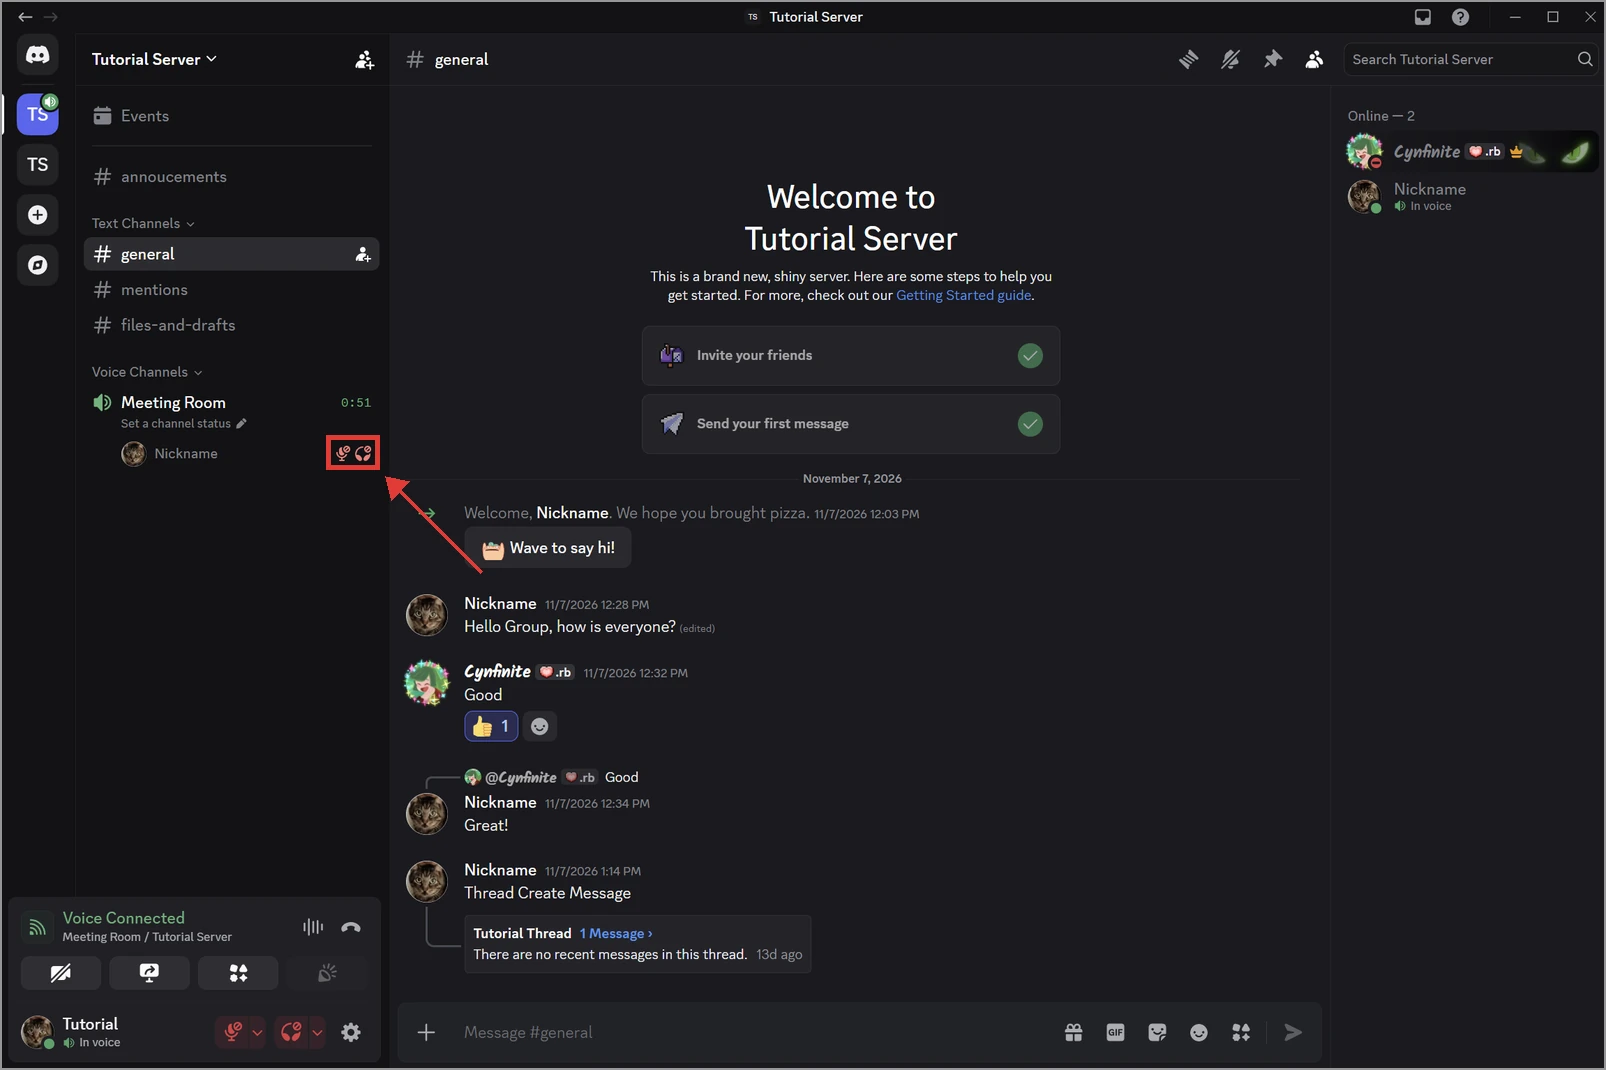 TS Tutorial Server
Tutorial Server
# general
Search Tutorial Server
TS
TS
Events
# annoucements
Text Channels
# general
# mentions
# files-and-drafts
Voice Channels
Meeting Room 0:51
Set a channel status
Nickname
Welcome to
Tutorial Server
This is a brand new, shiny server. Here are some steps to help you
get started. For more, check out our Getting Started guide.
Invite your friends
Send your first message
November 7, 2026
Welcome, Nickname. We hope you brought pizza. 11/7/2026 12:03 PM
Wave to say hi!
Nickname 11/7/2026 12:28 PM
Hello Group, how is everyone? (edited)
Cynfinite .rb 11/7/2026 12:32 PM
Good
1
@Cynfinite .rb Good
Nickname 11/7/2026 12:34 PM
Great!
Nickname 11/7/2026 1:14 PM
Thread Create Message
Tutorial Thread 1 Message ›
There are no recent messages in this thread. 13d ago
Message #general
GIF
Online — 2
Cynfinite .rb
Nickname
In voice
Voice Connected
Meeting Room / Tutorial Server
Tutorial
In voice